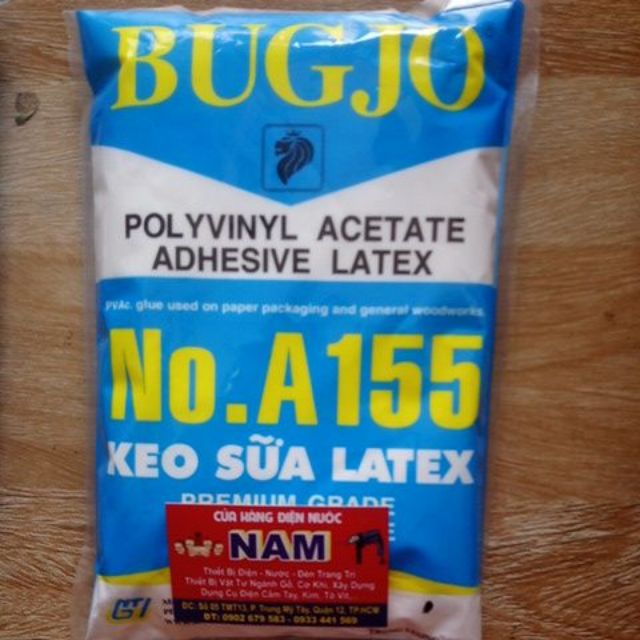 BUGJO
POLYVINYL ACETATE
ADHESIVE LATEX
PVAc. glue used on paper packaging and general woodworks
No. A155
KEO SỮA LATEX
PREMIUM GRADE
CỬA HÀNG ĐIỆN NƯỚC
NAM
Thiết Bị Điện - Nước - Đèn Trang Trí
Thiết Bị Vật Tư Ngành Gỗ, Cơ Khí, Xây Dựng
Dụng Cụ Điện Cầm Tay, Kim, Tô Vít...
ĐC: Số 05 TMT13, P. Trung Mỹ Tây, Quận 12, TP.HCM
ĐT: 0902 679 583 - 0933 441 569